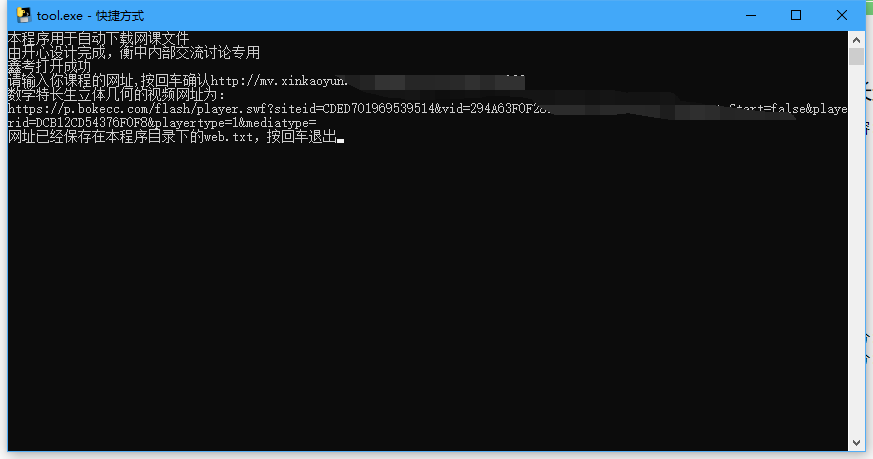 tool.exe - 快捷方式
本程序用于自动下载网课文件
由开心设计完成，衡中内部交流讨论专用
鑫考打开成功
请输入你课程的网址,按回车确认http://mv.xinkaoyun.
数学特长生立体几何的视频网址为：
https://p.bokecc.com/flash/player.swf?siteid=CDED701969539514&vid=294A63F0F28 Start=false&playe
rid=DCB12CD54376F0F8&playertype=1&mediatype=
网址已经保存在本程序目录下的web.txt，按回车退出